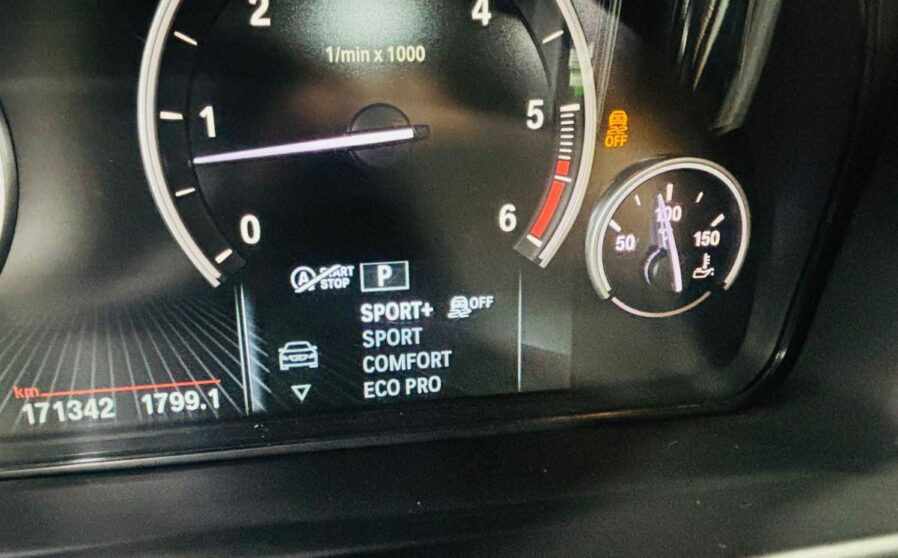 2 4
1/min x 1000
1 5
OFF
0 6
50 100 150
START
STOP
P
SPORT+ OFF
SPORT
COMFORT
ECO PRO
km
171342 1799.1